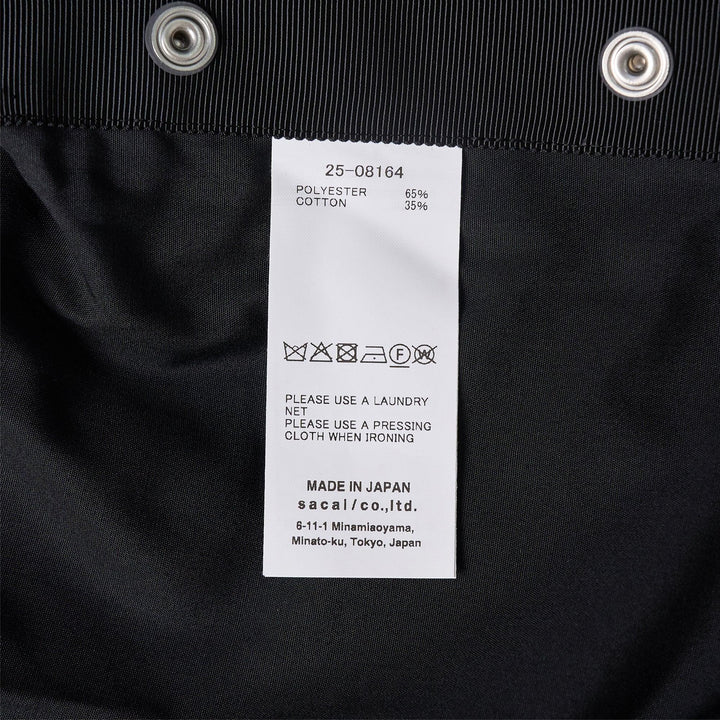 25-08164
POLYESTER 65%
COTTON 35%
F W
PLEASE USE A LAUNDRY
NET
PLEASE USE A PRESSING
CLOTH WHEN IRONING
MADE IN JAPAN
sacai/co.,ltd.
6-11-1 Minamiaoyama,
Minato-ku, Tokyo, Japan